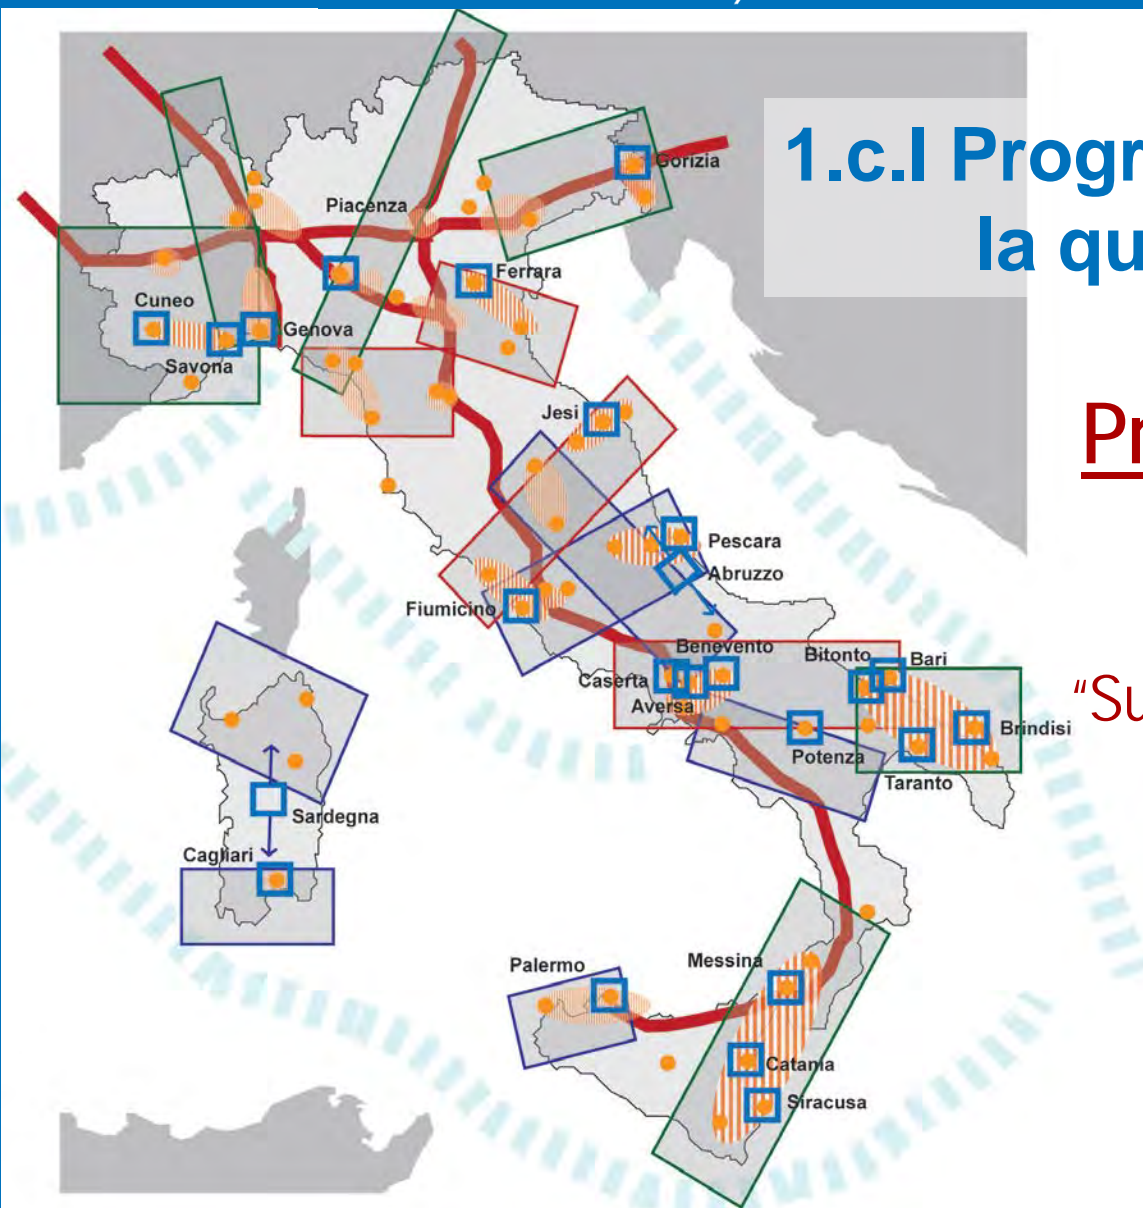 1.c.I Progr
la qu
Gorizia
Piacenza
Ferrara
Cuneo
Genova
Savona
Jesi
Pr
Pescara
Abruzzo
Fiumicino
Benevento
Bitonto
Bari
Caserta
Aversa
"Su
Brindisi
Potenza
Taranto
Sardegna
Cagliari
Messina
Palermo
Catania
Siracusa